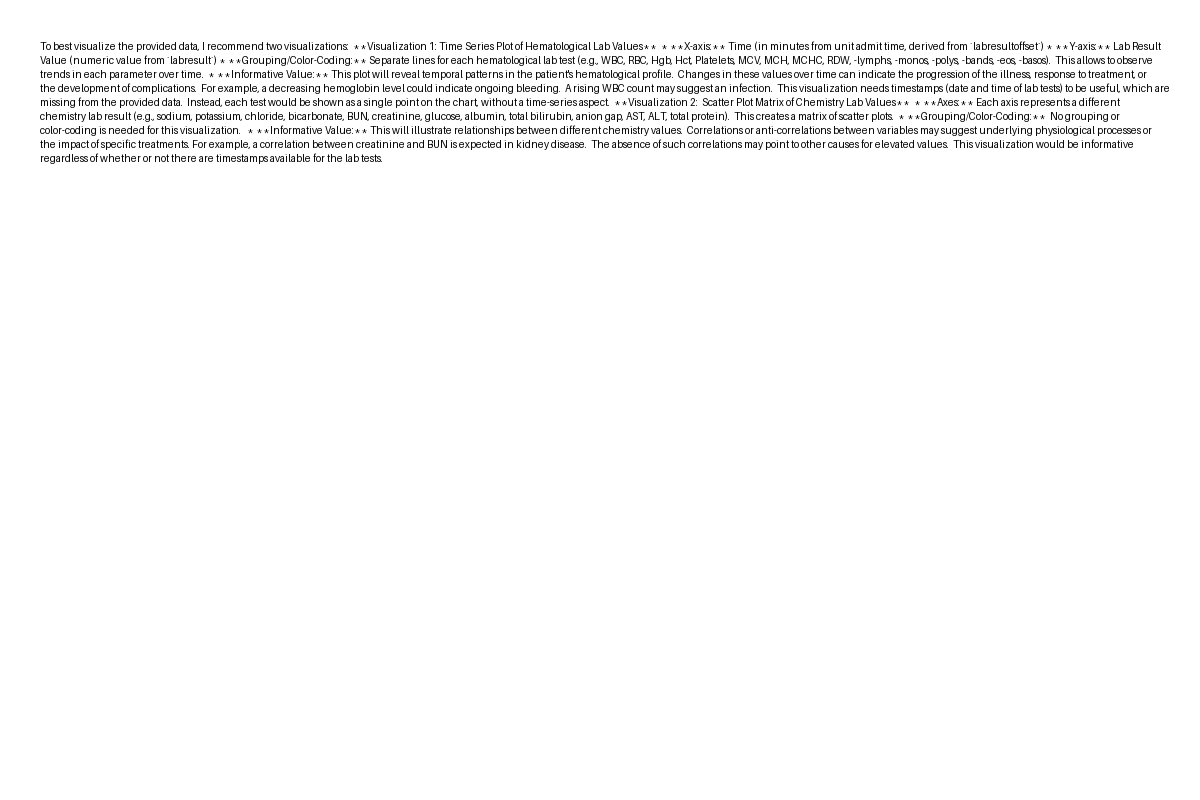 To best visualize the provided data, I recommend two visualizations:  **Visualization 1: Time Series Plot of Hematological Lab Values**  * **X-axis:** Time (in minutes from unit admit time, derived from `labresultoffset`) * **Y-axis:** Lab Result
Value (numeric value from `labresult`) * **Grouping/Color-Coding:** Separate lines for each hematological lab test (e.g., WBC, RBC, Hgb, Hct, Platelets, MCV, MCH, MCHC, RDW, -lymphs, -monos, -polys, -bands, -eos, -basos).  This allows to observe
trends in each parameter over time.  * **Informative Value:** This plot will reveal temporal patterns in the patient's hematological profile.  Changes in these values over time can indicate the progression of the illness, response to treatment, or
the development of complications.  For example, a decreasing hemoglobin level could indicate ongoing bleeding.  A rising WBC count may suggest an infection.  This visualization needs timestamps (date and time of lab tests) to be useful, which are
missing from the provided data.  Instead, each test would be shown as a single point on the chart, without a time-series aspect.  **Visualization 2:  Scatter Plot Matrix of Chemistry Lab Values**  * **Axes:** Each axis represents a different
chemistry lab result (e.g., sodium, potassium, chloride, bicarbonate, BUN, creatinine, glucose, albumin, total bilirubin, anion gap, AST, ALT, total protein).  This creates a matrix of scatter plots.  * **Grouping/Color-Coding:**  No grouping or
color-coding is needed for this visualization.  * **Informative Value:** This will illustrate relationships between different chemistry values.  Correlations or anti-correlations between variables may suggest underlying physiological processes or
the impact of specific treatments. For example, a correlation between creatinine and BUN is expected in kidney disease.  The absence of such correlations may point to other causes for elevated values.  This visualization would be informative
regardless of whether or not there are timestamps available for the lab tests.